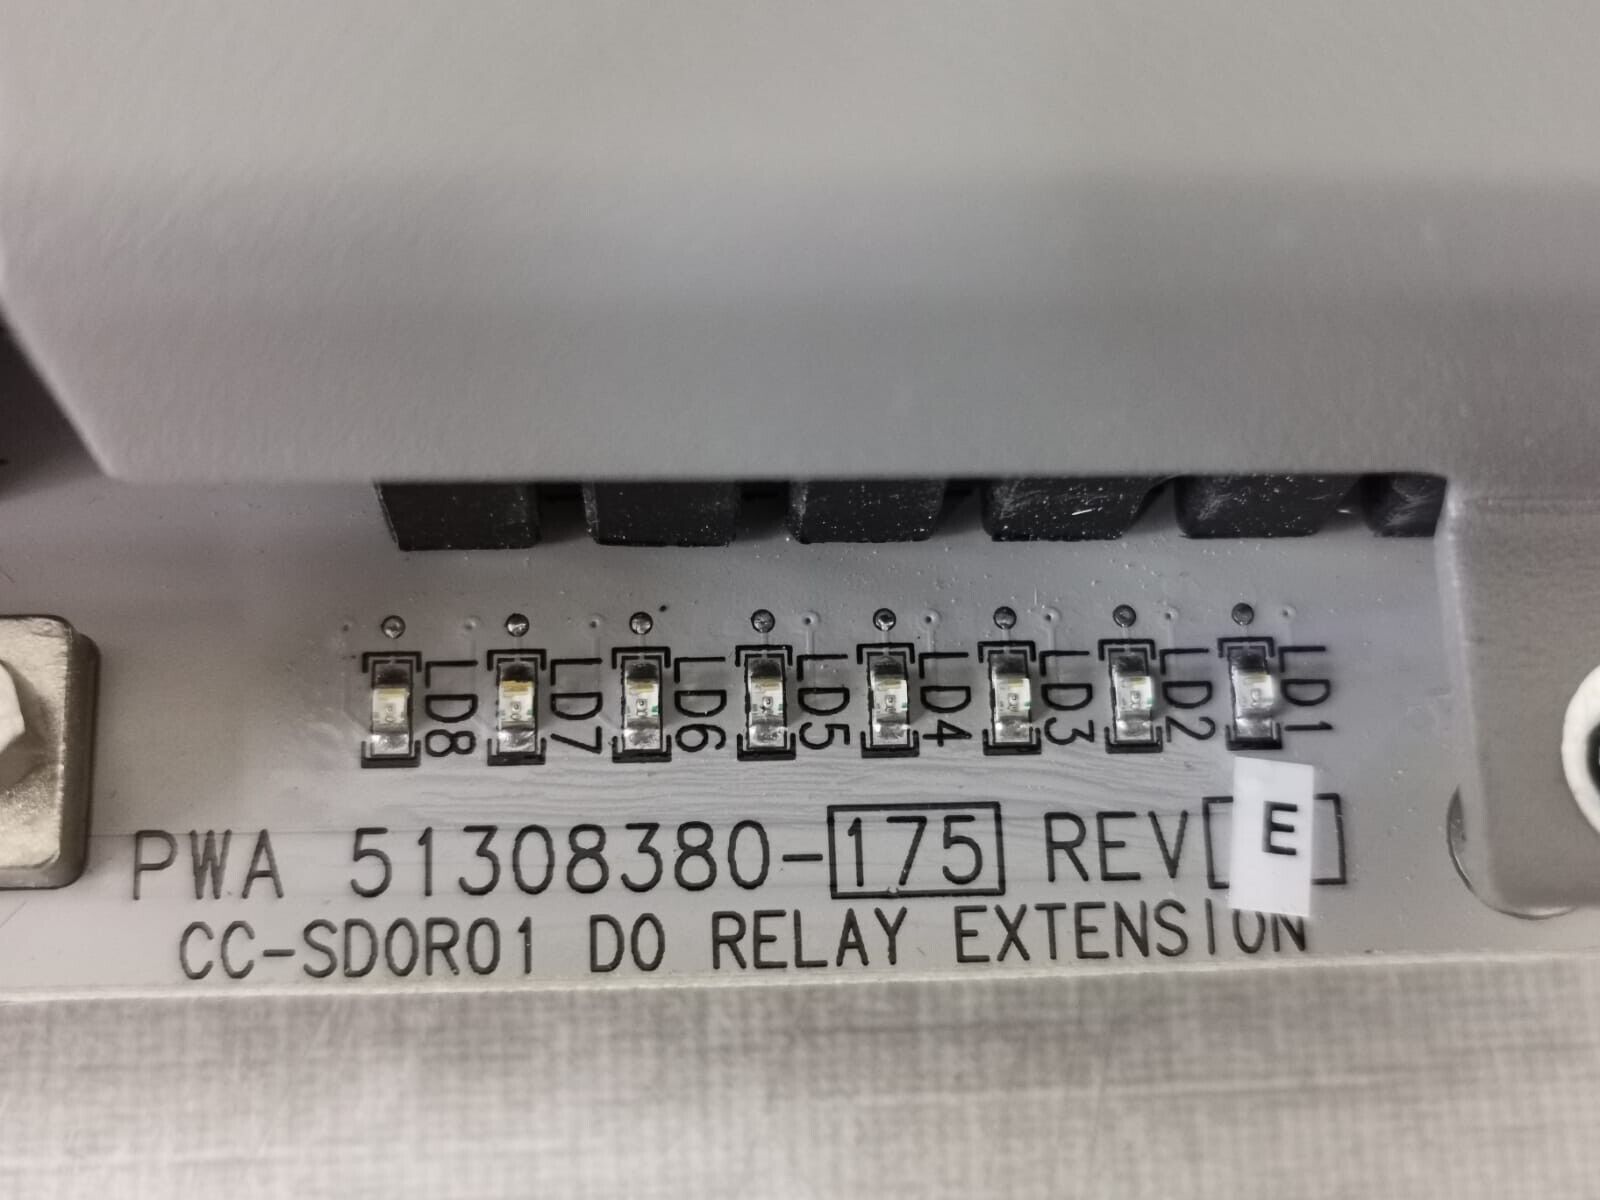 LD8 LD7 LD6 LD5 LD4 LD3 LD2 LD1
PWA 51308380-175 REV E
CC-SDOR01 DO RELAY EXTENSION